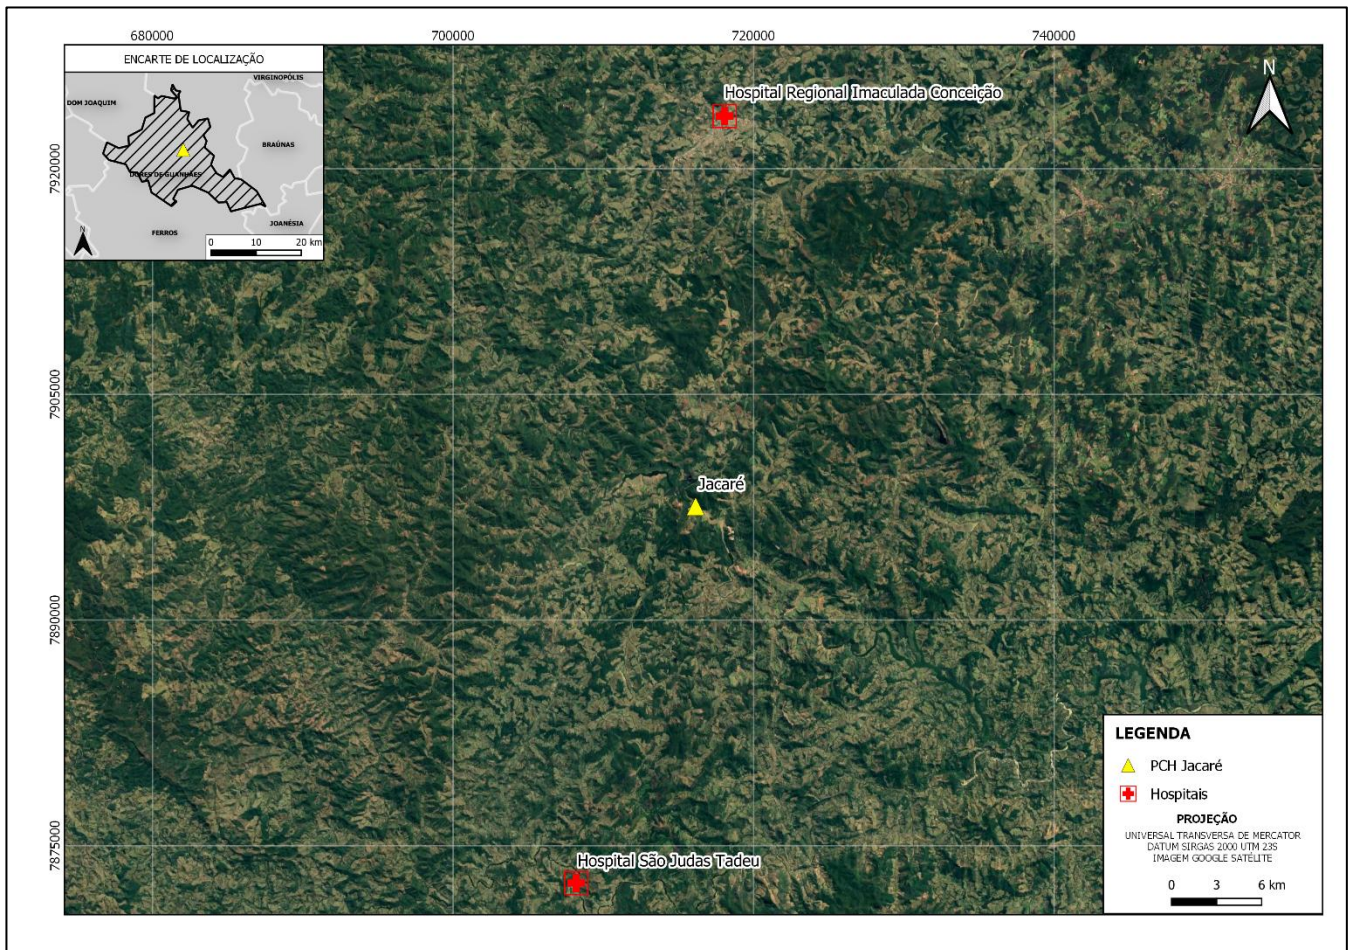 680000
700000
720000
740000
ENCARTE DE LOCALIZAÇÃO
VIRGINOPÓLIS
DOM JOAQUIM
BRAÚNAS
DORES DE GUANHÃES
FERROS
JOANÉSIA
N
0 10 20 km
Hospital Regional Imaculada Conceição
N
7920000
7905000
Jacaré
7890000
7875000
Hospital São Judas Tadeu
LEGENDA
PCH Jacaré
Hospitais
PROJEÇÃO
UNIVERSAL TRANSVERSA DE MERCATOR
DATUM SIRGAS 2000 UTM 23S
IMAGEM GOOGLE SATÉLITE
0 3 6 km